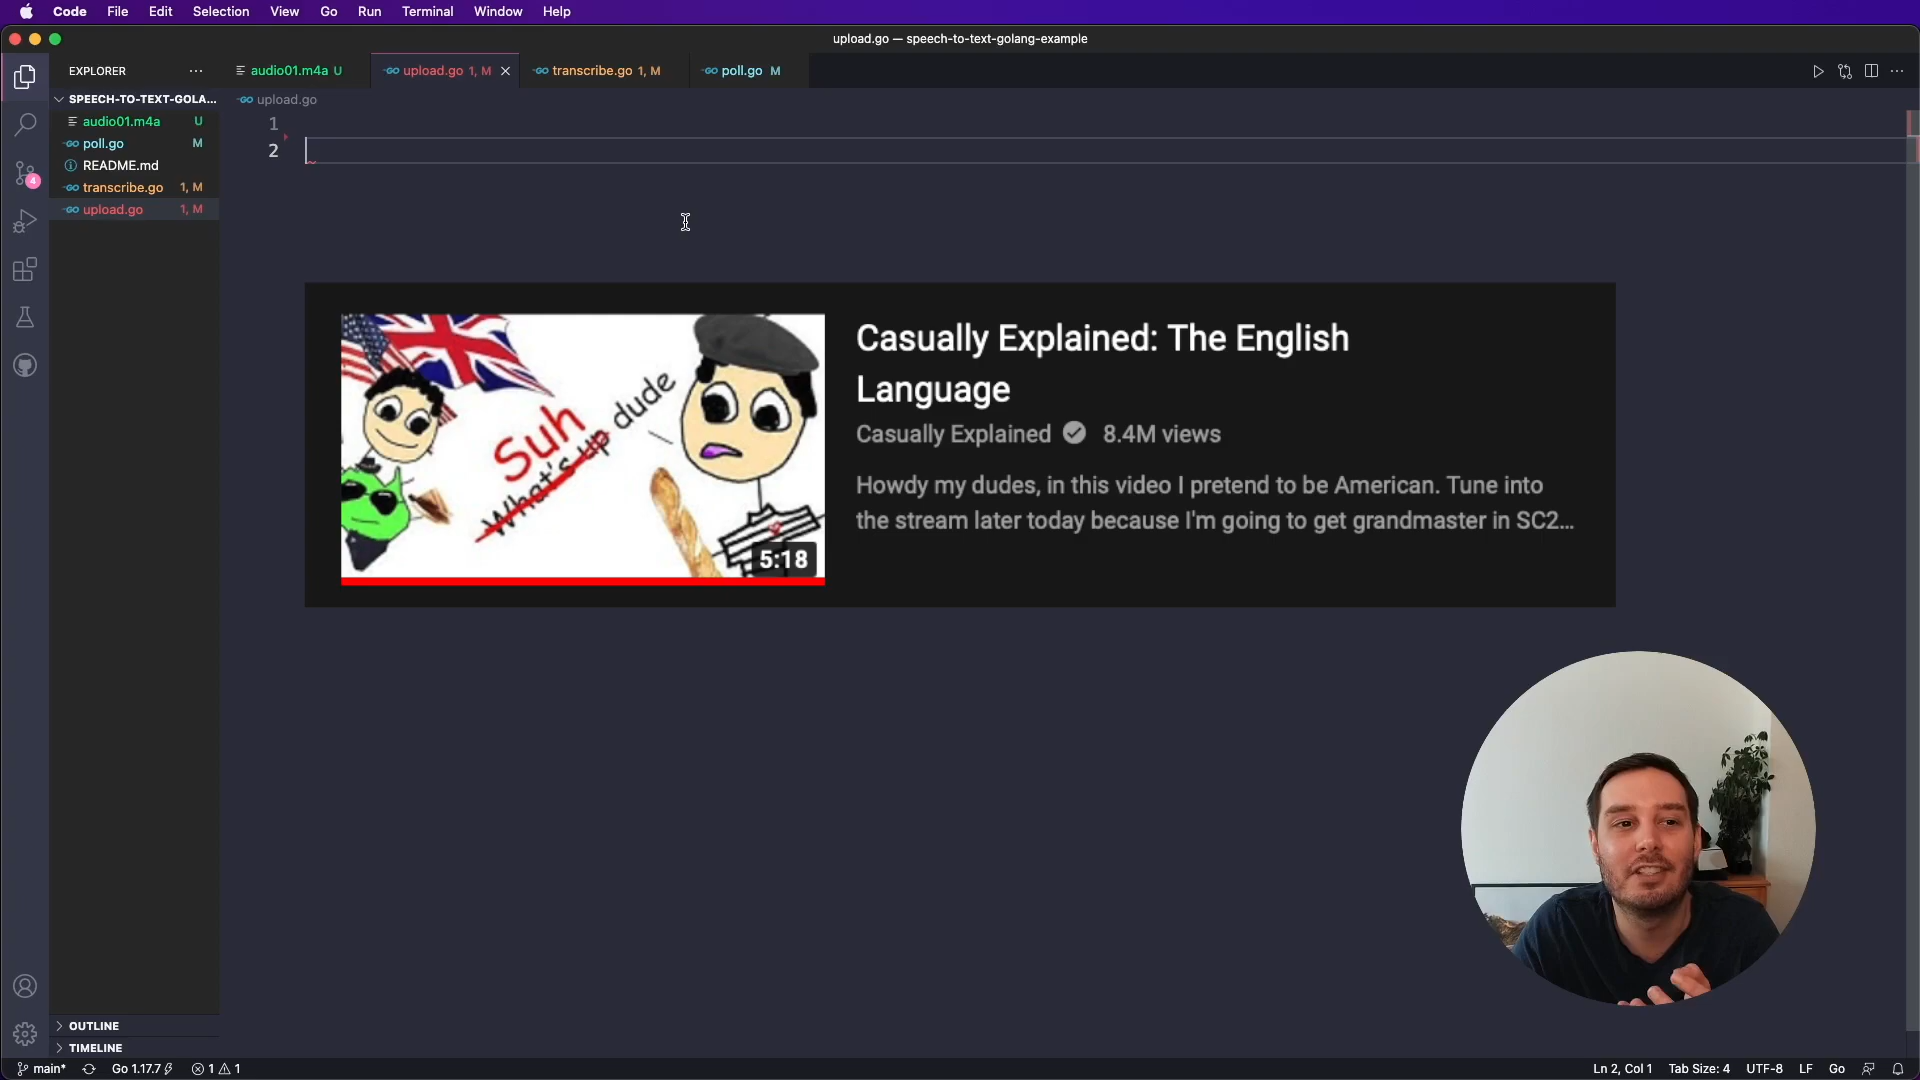 Code File Edit Selection View Go Run Terminal Window Help
upload.go — speech-to-text-golang-example
EXPLORER
audio01.m4a U
upload.go 1, M
transcribe.go 1, M
poll.go M
SPEECH-TO-TEXT-GOLA...
upload.go
audio01.m4a U
poll.go M
README.md
transcribe.go 1, M
upload.go 1, M
4
1
2
Suh
What's Up dude
5:18
Casually Explained: The English
Language
Casually Explained 8.4M views
Howdy my dudes, in this video I pretend to be American. Tune into
the stream later today because I'm going to get grandmaster in SC2...
OUTLINE
TIMELINE
main* Go 1.17.7 1 1
Ln 2, Col 1 Tab Size: 4 UTF-8 LF Go